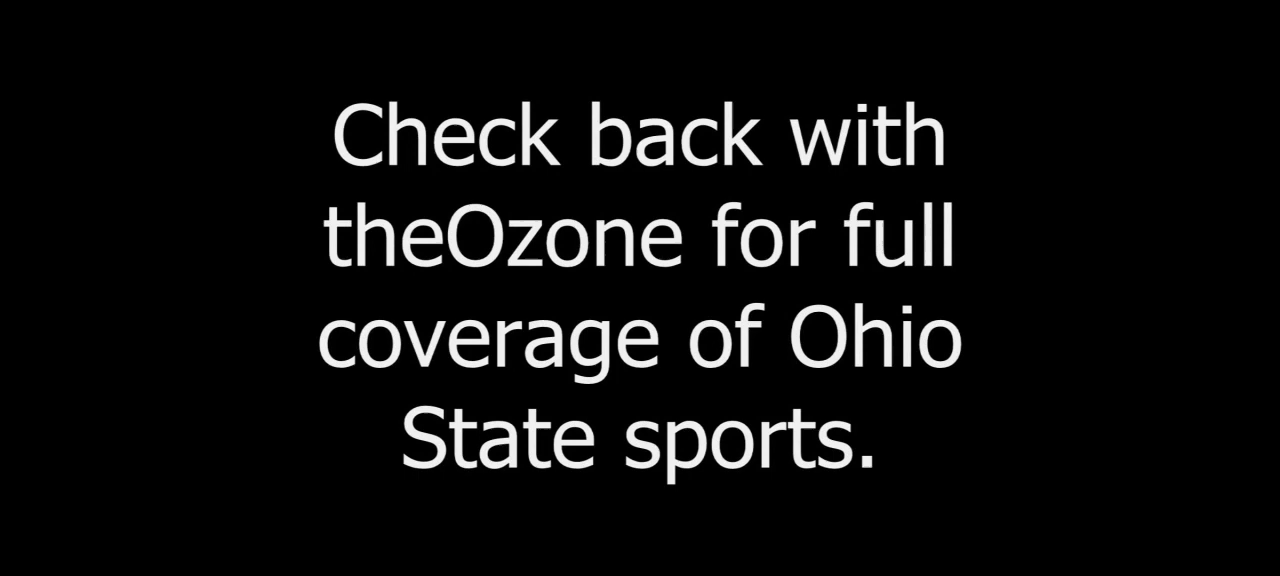 Check back with
theOzone for full
coverage of Ohio
State sports.